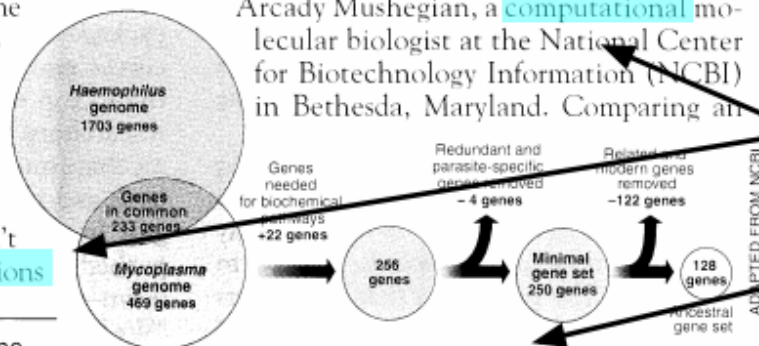 ne
Arcady Mushegian, a computational mo-
lecular biologist at the National Center
for Biotechnology Information (NCBI)
in Bethesda, Maryland. Comparing an
't
ions
Haemophilus
genome
1703 genes
Genes
in common
233 genes
Mycoplasma
genome
469 genes
Genes
needed
for biochemical
pathways
+22 genes
256
genes
Redundant and
parasite-specific
genes removed
– 4 genes
Minimal
gene set
250 genes
Related and
modern genes
removed
–122 genes
128
genes
Ancestral
gene set
ADAPTED FROM NCBI